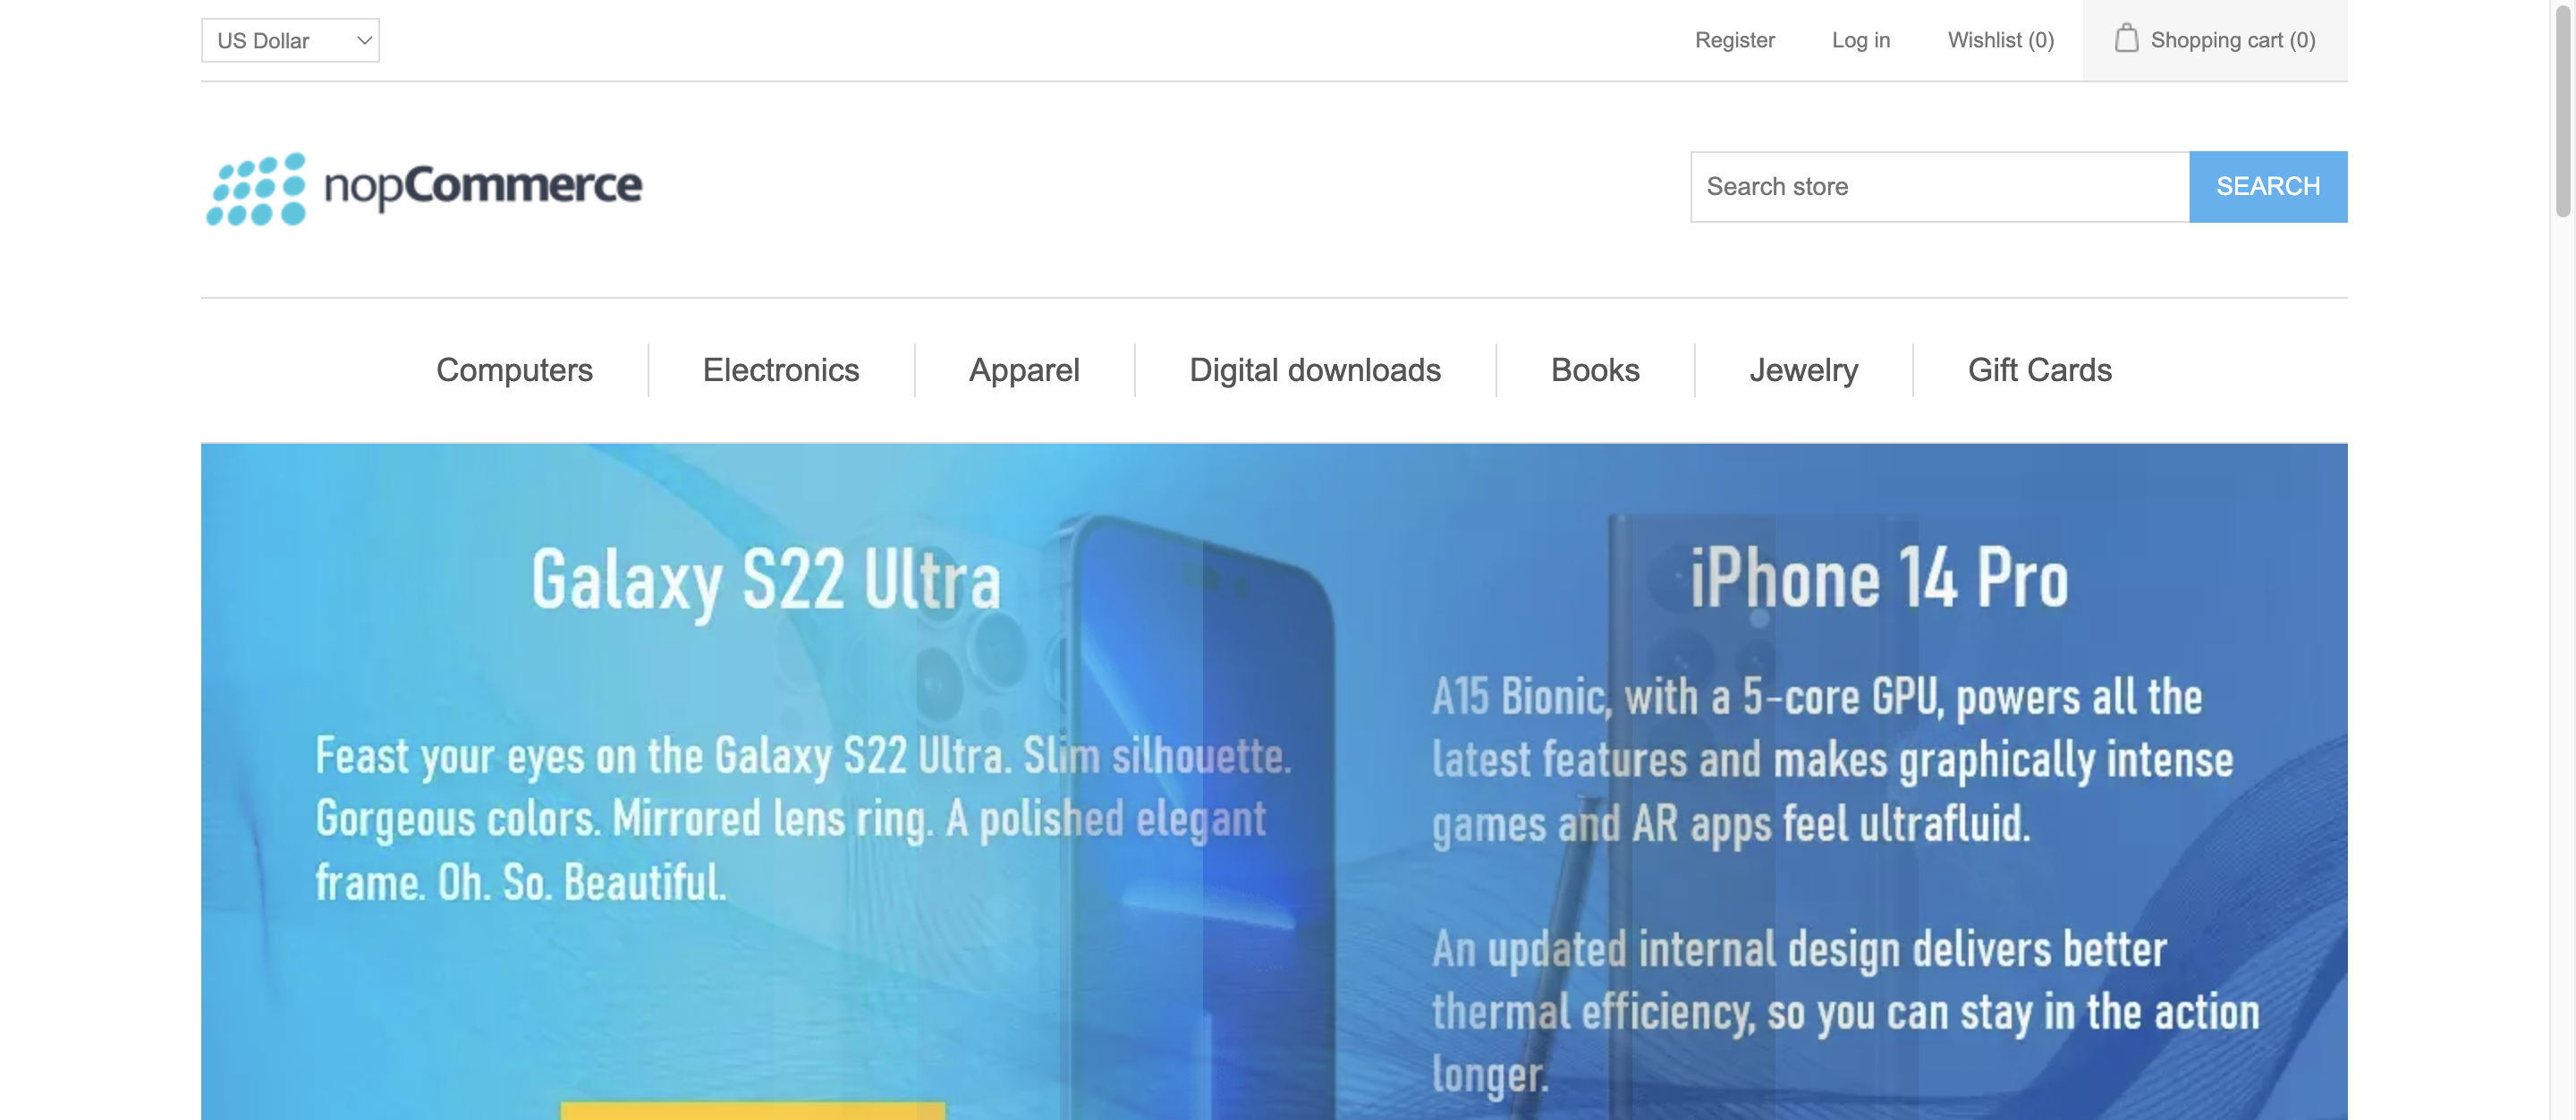 US Dollar
Register
Log in
Wishlist (0)
Shopping cart (0)
nopCommerce
Search store
SEARCH
Computers
Electronics
Apparel
Digital downloads
Books
Jewelry
Gift Cards
Galaxy S22 Ultra
Feast your eyes on the Galaxy S22 Ultra. Slim silhouette.
Gorgeous colors. Mirrored lens ring. A polished elegant
frame. Oh. So. Beautiful.
iPhone 14 Pro
A15 Bionic, with a 5-core GPU, powers all the
latest features and makes graphically intense
games and AR apps feel ultrafluid.
An updated internal design delivers better
thermal efficiency, so you can stay in the action
longer.